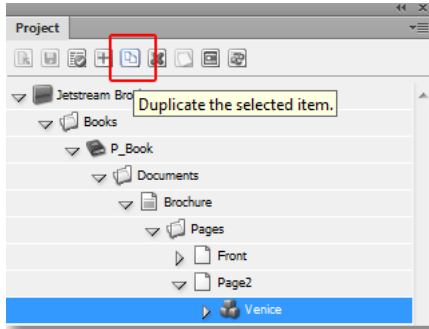 Project
Jetstream Bro
Duplicate the selected item.
Books
P_Book
Documents
Brochure
Pages
Front
Page2
Venice